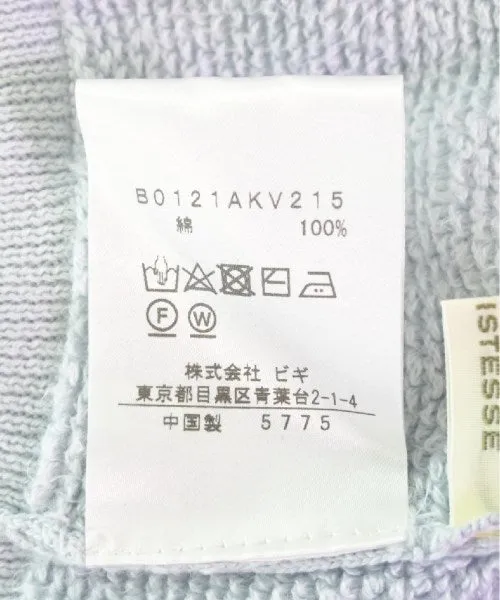 B0121AKV215
綿 100%
F W
株式会社 ビギ
東京都目黒区青葉台2-1-4
中国製 5775
ISTESSE